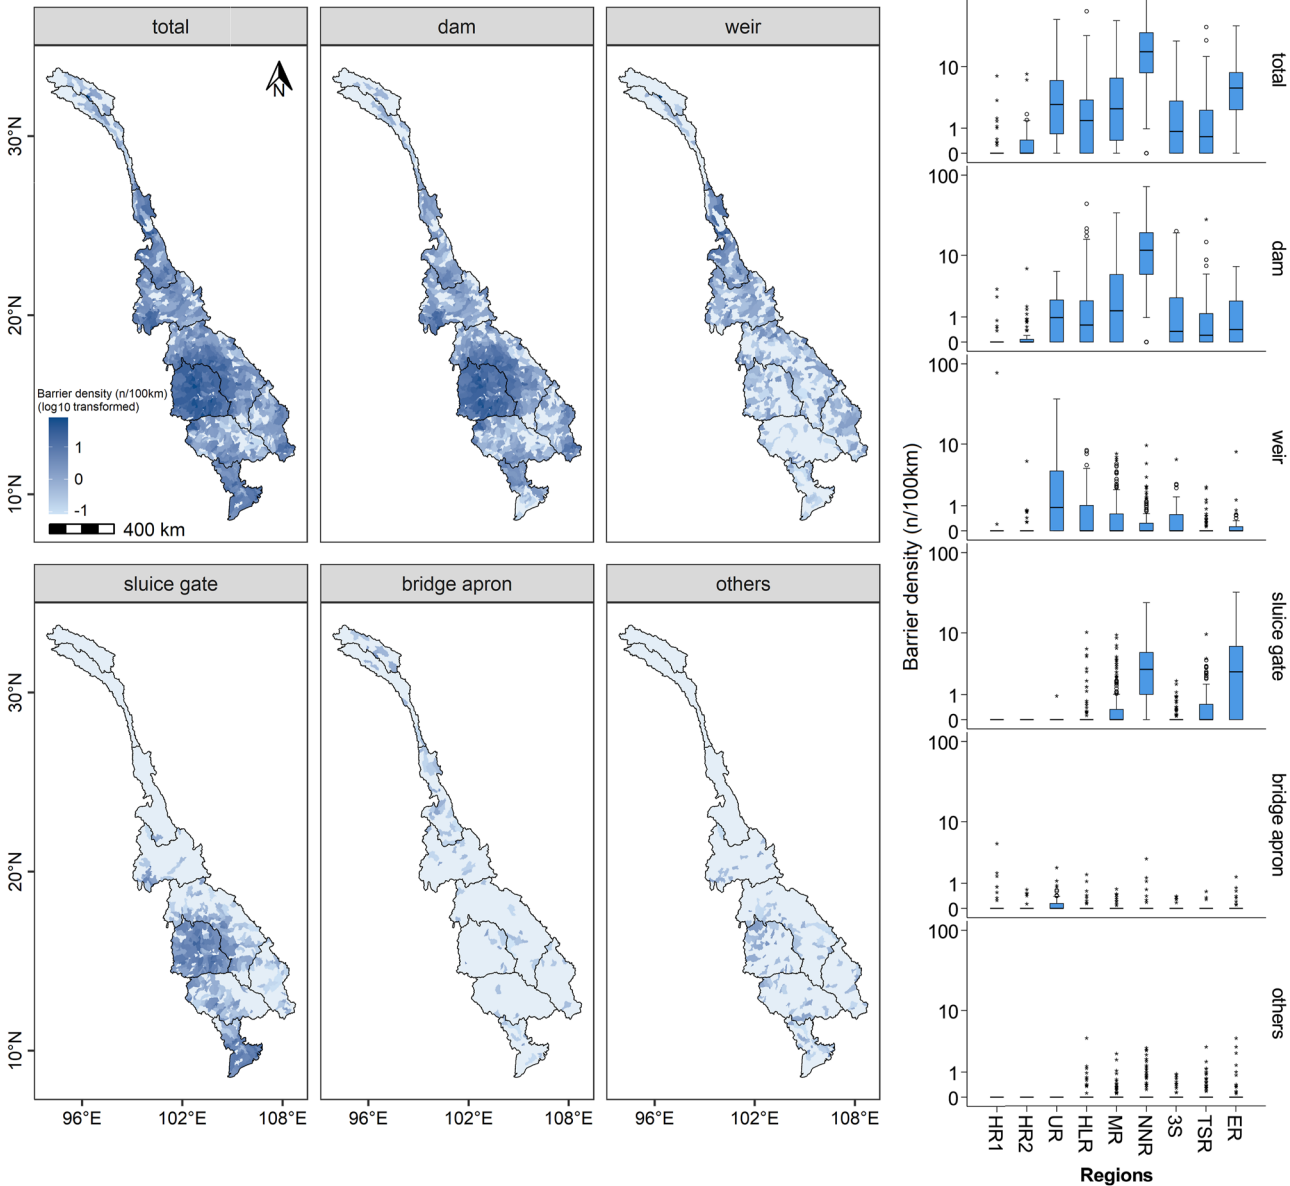 total
dam
weir
N
30°N
20°N
10°N
Barrier density (n/100km)
(log10 transformed)
1
0
-1
400 km
sluice gate
bridge apron
others
30°N
20°N
10°N
96°E
102°E
108°E
96°E
102°E
108°E
96°E
102°E
108°E
Barrier density (n/100km)
10
1
0
total
100
10
1
0
dam
100
10
1
0
weir
100
10
1
0
sluice gate
100
10
1
0
bridge apron
100
10
1
0
others
HR1
HR2
UR
HLR
MR
NNR
3S
TSR
ER
Regions